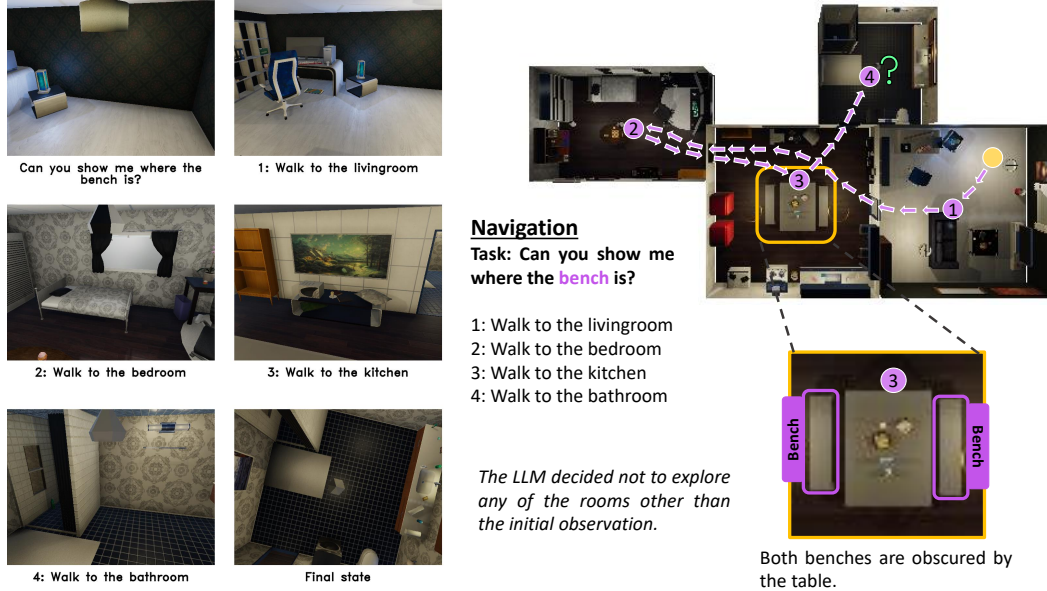 Can you show me where the
bench is?
1: Walk to the livingroom
2: Walk to the bedroom
3: Walk to the kitchen
4: Walk to the bathroom
Final state
Navigation
Task: Can you show me
where the bench is?
1: Walk to the livingroom
2: Walk to the bedroom
3: Walk to the kitchen
4: Walk to the bathroom
The LLM decided not to explore
any of the rooms other than
the initial observation.
4
?
2
3
1
3
Bench
Bench
Both benches are obscured by
the table.